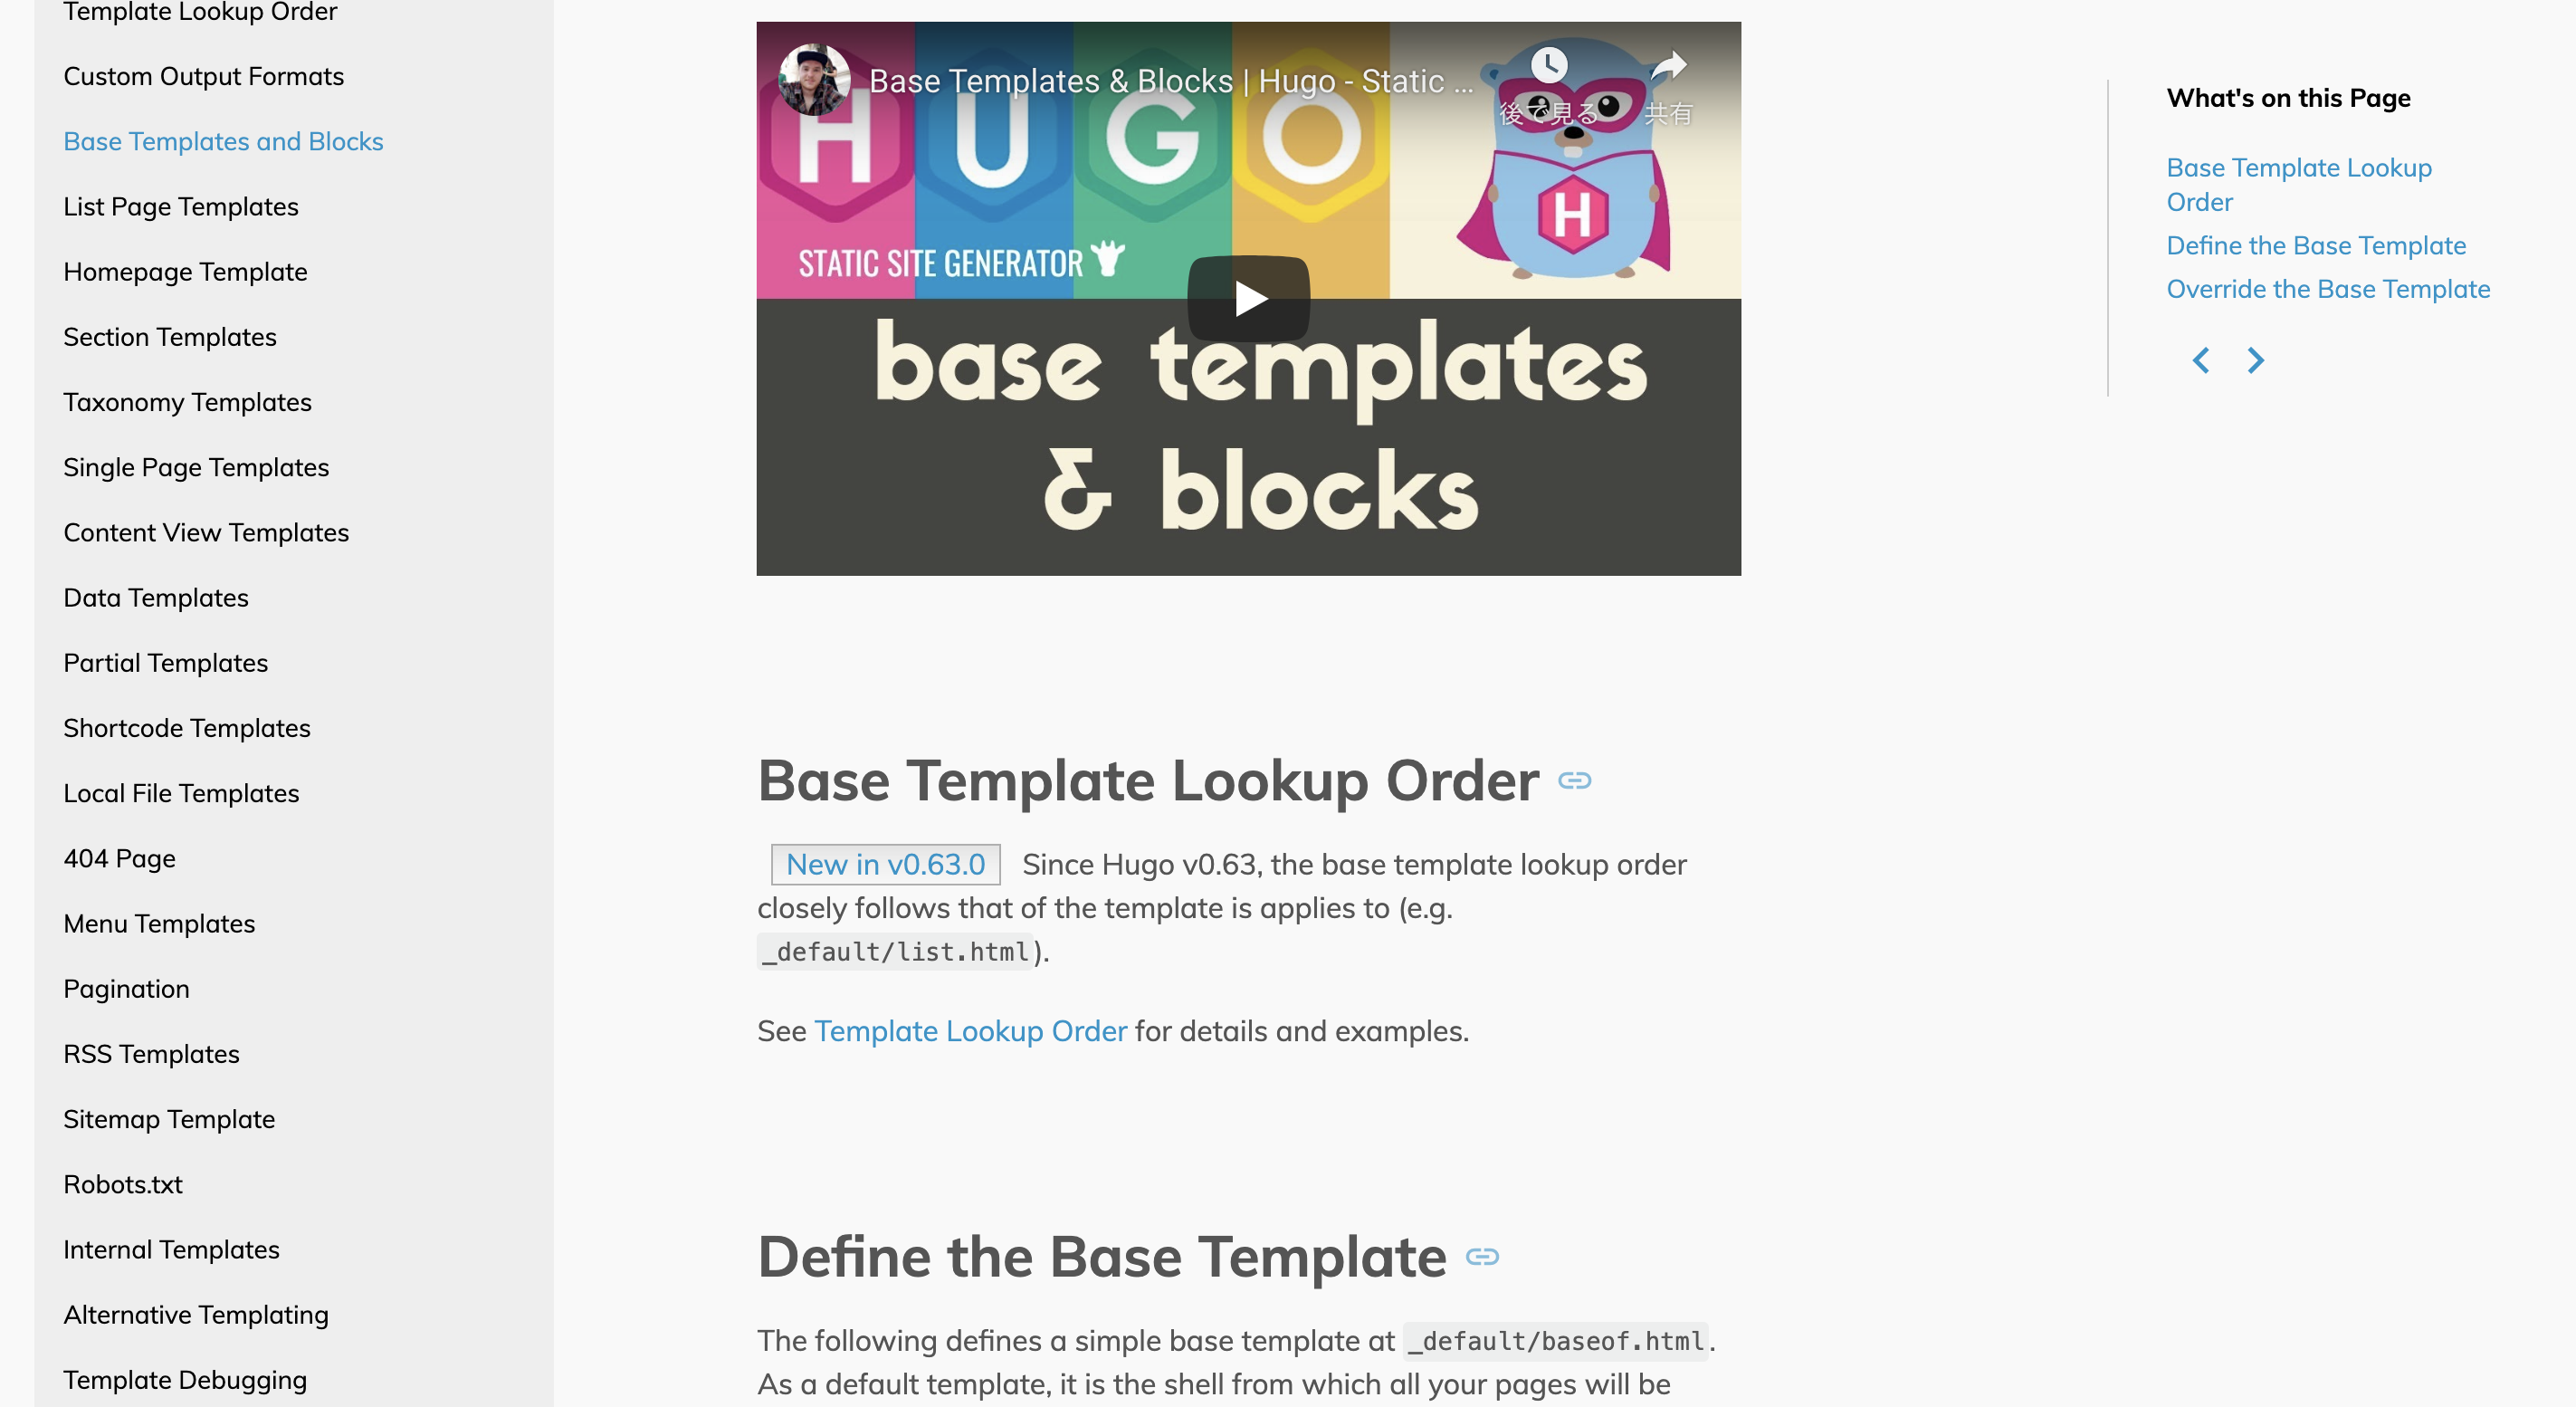 Template Lookup Order
Custom Output Formats
Base Templates and Blocks
List Page Templates
Homepage Template
Section Templates
Taxonomy Templates
Single Page Templates
Content View Templates
Data Templates
Partial Templates
Shortcode Templates
Local File Templates
404 Page
Menu Templates
Pagination
RSS Templates
Sitemap Template
Robots.txt
Internal Templates
Alternative Templating
Template Debugging
Base Templates & Blocks | Hugo - Static ...
後で見る
共有
H U G O
H
STATIC SITE GENERATOR
base templates
& blocks
Base Template Lookup Order
New in v0.63.0 Since Hugo v0.63, the base template lookup order
closely follows that of the template is applies to (e.g.
_default/list.html).
See Template Lookup Order for details and examples.
Define the Base Template
The following defines a simple base template at _default/baseof.html.
As a default template, it is the shell from which all your pages will be
What's on this Page
Base Template Lookup
Order
Define the Base Template
Override the Base Template